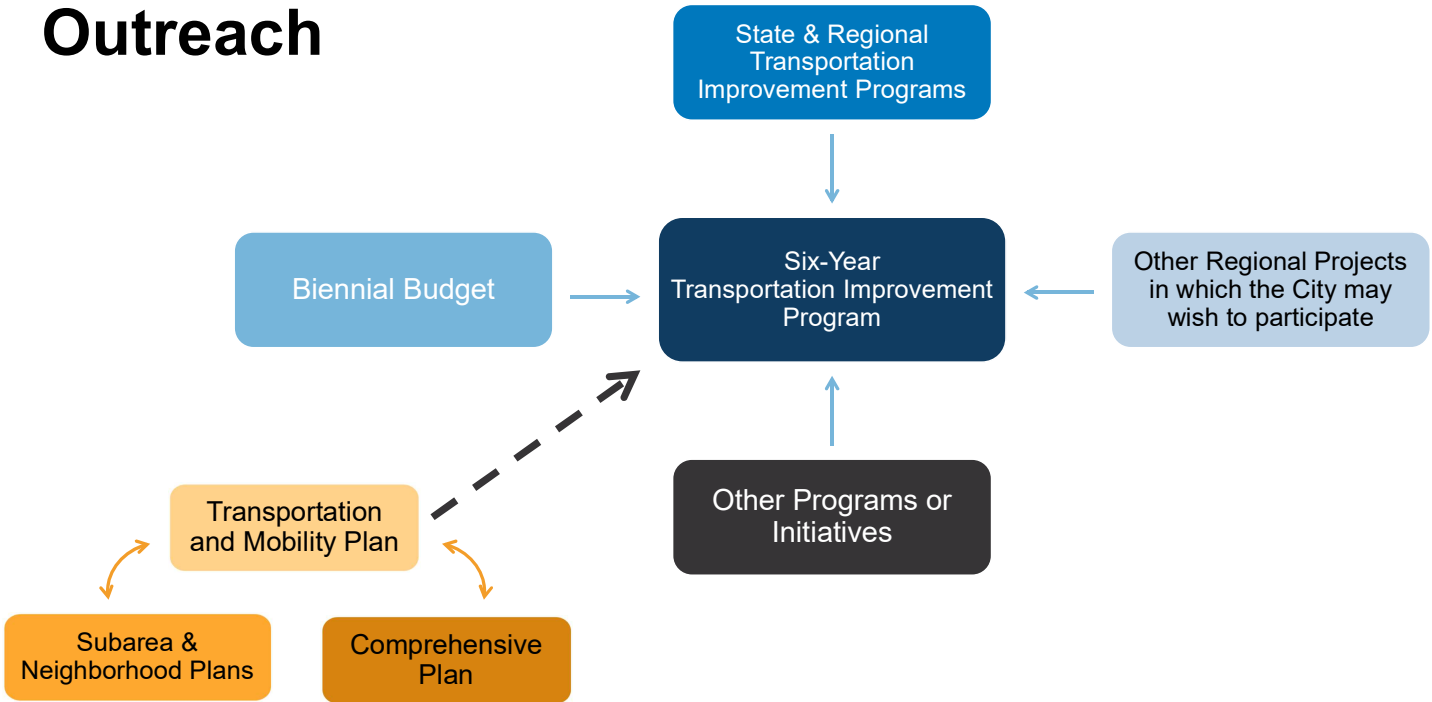 Outreach
State & Regional
Transportation
Improvement Programs
Biennial Budget
Six-Year
Transportation Improvement
Program
Other Regional Projects
in which the City may
wish to participate
Other Programs or
Initiatives
Transportation
and Mobility Plan
Subarea &
Neighborhood Plans
Comprehensive
Plan